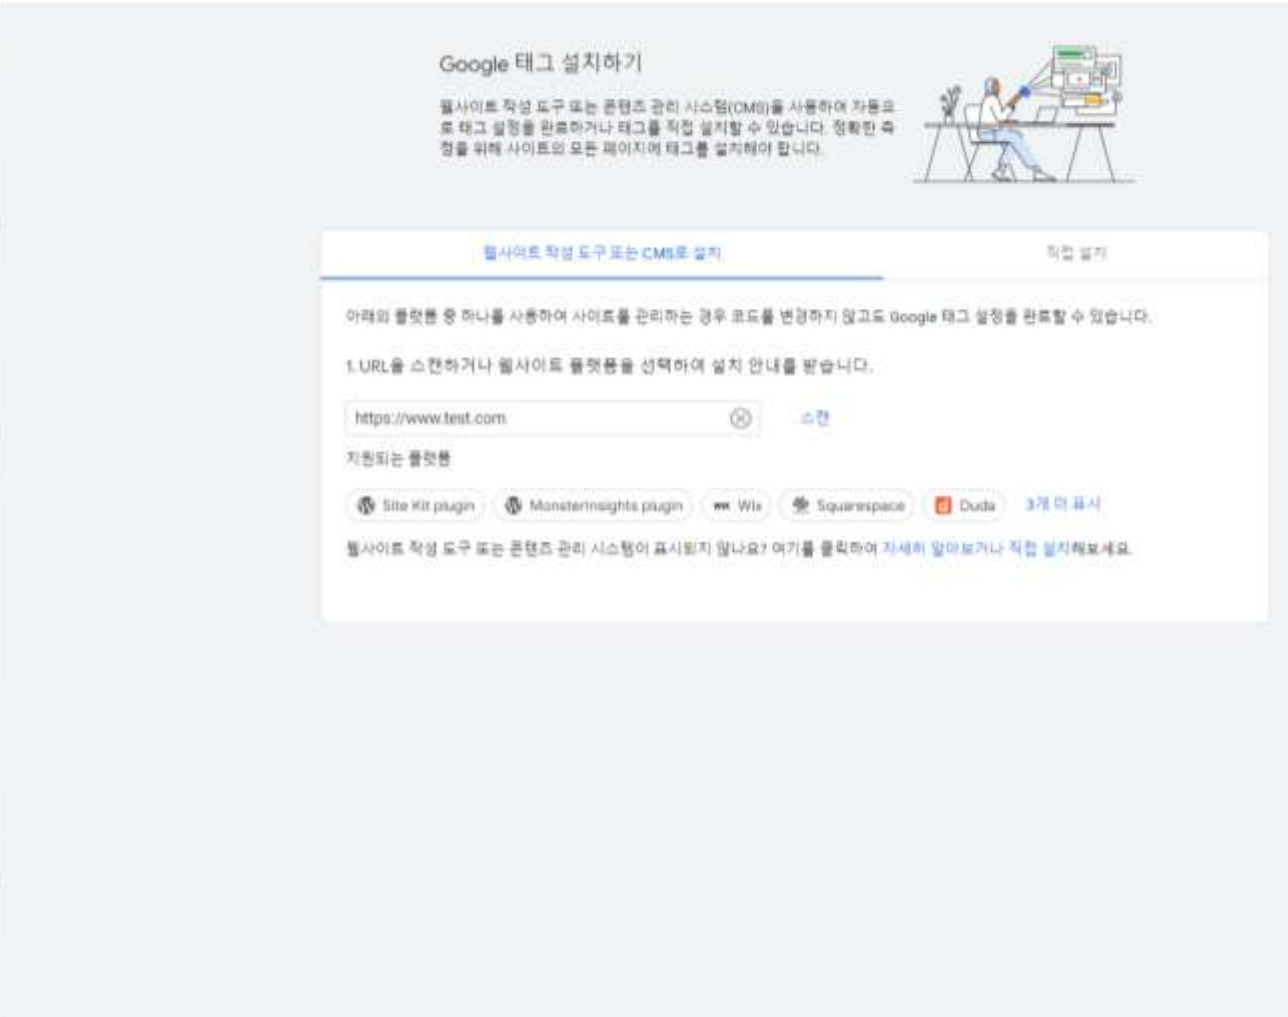 Google 태그 설치하기
웹사이트 작성 도구 또는 콘텐츠 관리 시스템(CMS)을 사용하여 자동으
로 태그 설정을 완료하거나 태그를 직접 설치할 수 있습니다. 정확한 측
정을 위해 사이트의 모든 페이지에 태그를 설치해야 합니다.
웹사이트 작성 도구 또는 CMS로 설치
직접 설치
아래의 플랫폼 중 하나를 사용하여 사이트를 관리하는 경우 코드를 변경하지 않고도 Google 태그 설정을 완료할 수 있습니다.
1. URL을 스캔하거나 웹사이트 플랫폼을 선택하여 설치 안내를 받습니다.
https://www.test.com
스캔
지원되는 플랫폼
Site Kit plugin
MonsterInsights plugin
WIX Wix
Squarespace
d Duda
3개 더 표시
웹사이트 작성 도구 또는 콘텐츠 관리 시스템이 표시되지 않나요? 여기를 클릭하여 자세히 알아보거나 직접 설치해보세요.